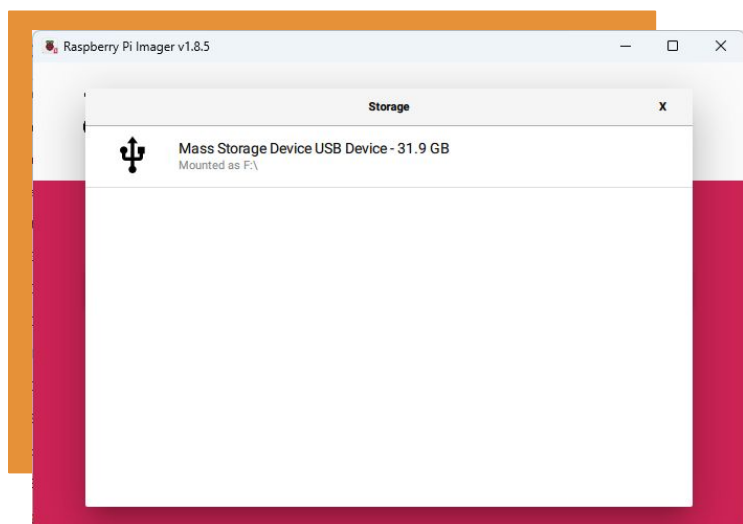 Raspberry Pi Imager v1.8.5
Storage
X
Mass Storage Device USB Device - 31.9 GB
Mounted as F:\